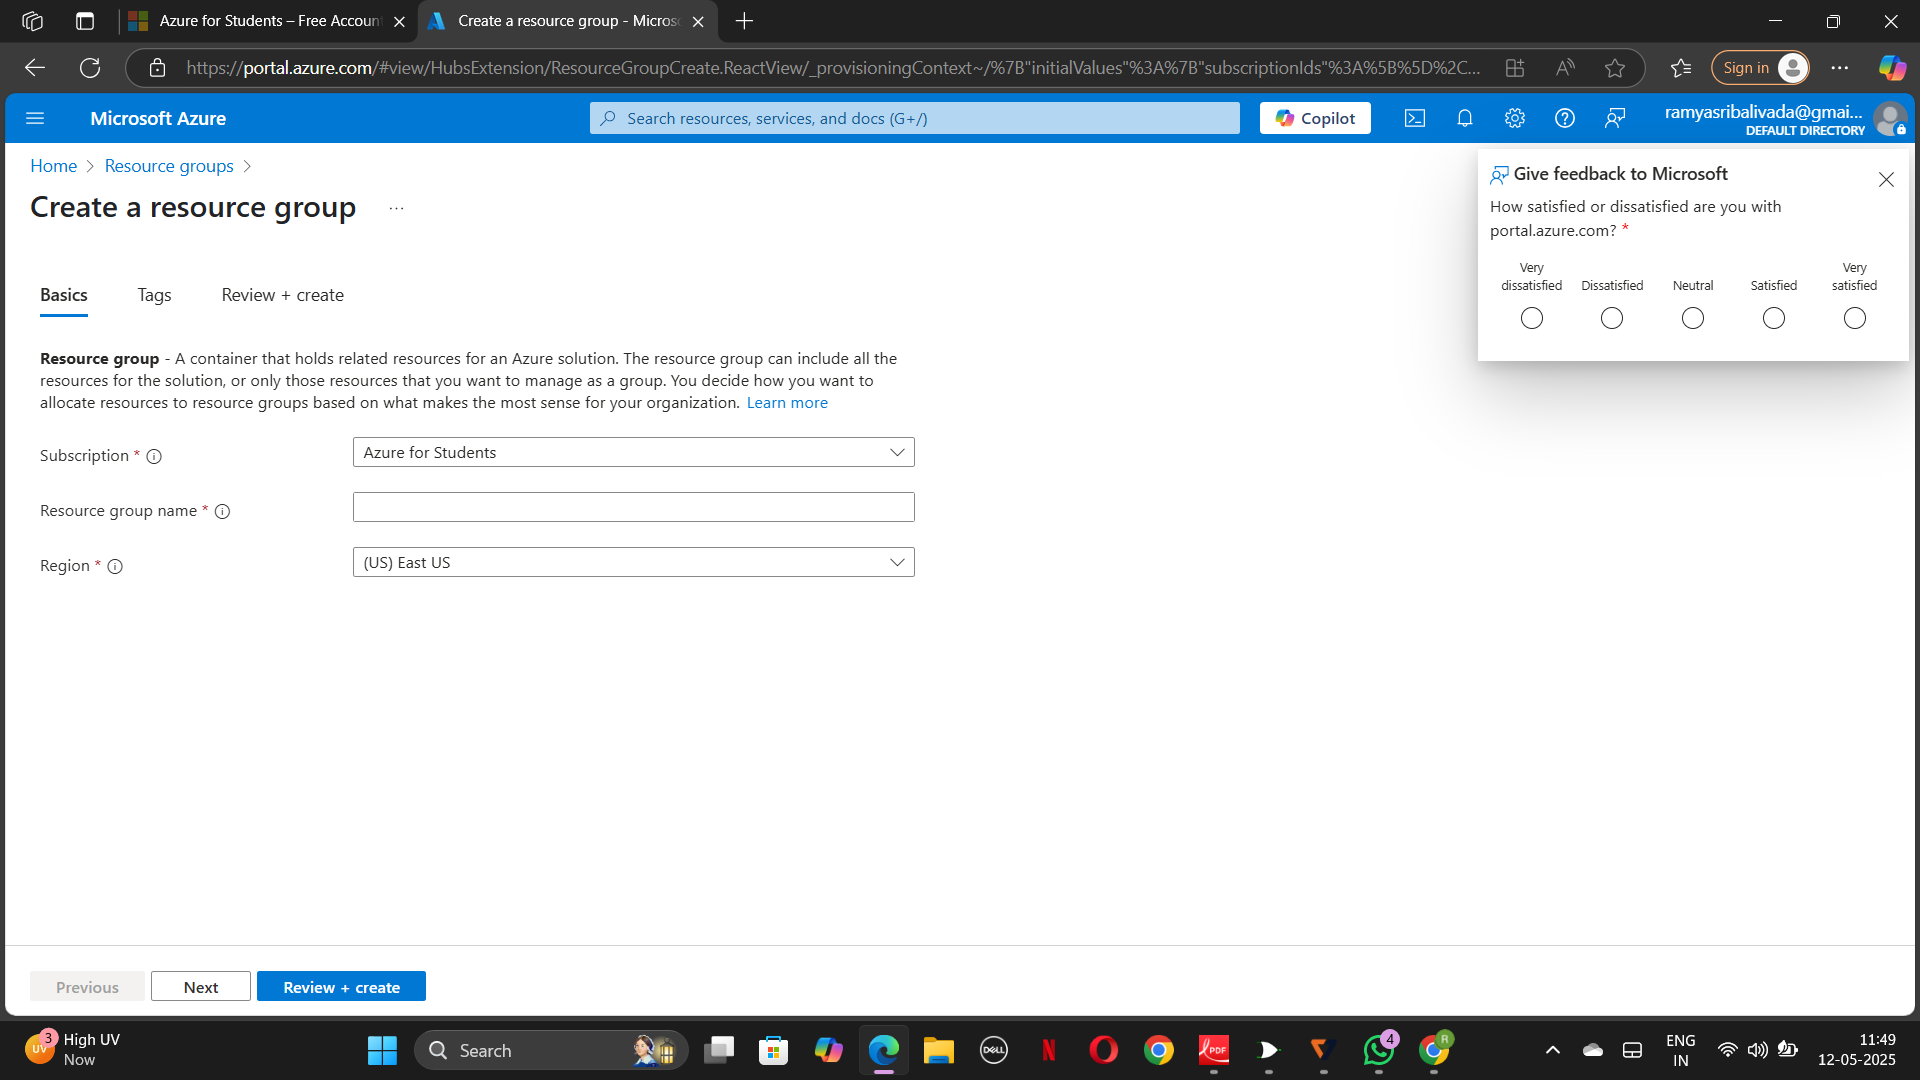 Azure for Students – Free Accoun
Create a resource group - Micros
https://portal.azure.com/#view/HubsExtension/ResourceGroupCreate.ReactView/_provisioningContext~/%7B"initialValues"%3A%7B"subscriptionIds"%3A%5B%5D%2C...
Sign in
Microsoft Azure
Search resources, services, and docs (G+/)
Copilot
ramyasribalivada@gmai...
DEFAULT DIRECTORY
Home
Resource groups
Create a resource group
...
Give feedback to Microsoft
How satisfied or dissatisfied are you with
portal.azure.com? *
Very dissatisfied
Dissatisfied
Neutral
Satisfied
Very satisfied
Basics
Tags
Review + create
Resource group - A container that holds related resources for an Azure solution. The resource group can include all the
resources for the solution, or only those resources that you want to manage as a group. You decide how you want to
allocate resources to resource groups based on what makes the most sense for your organization. Learn more
Subscription *
Azure for Students
Resource group name *
Region *
(US) East US
Previous
Next
Review + create
UV
3
High UV
Now
Search
DELL
N
PDF
4
R
ENG
IN
11:49
12-05-2025